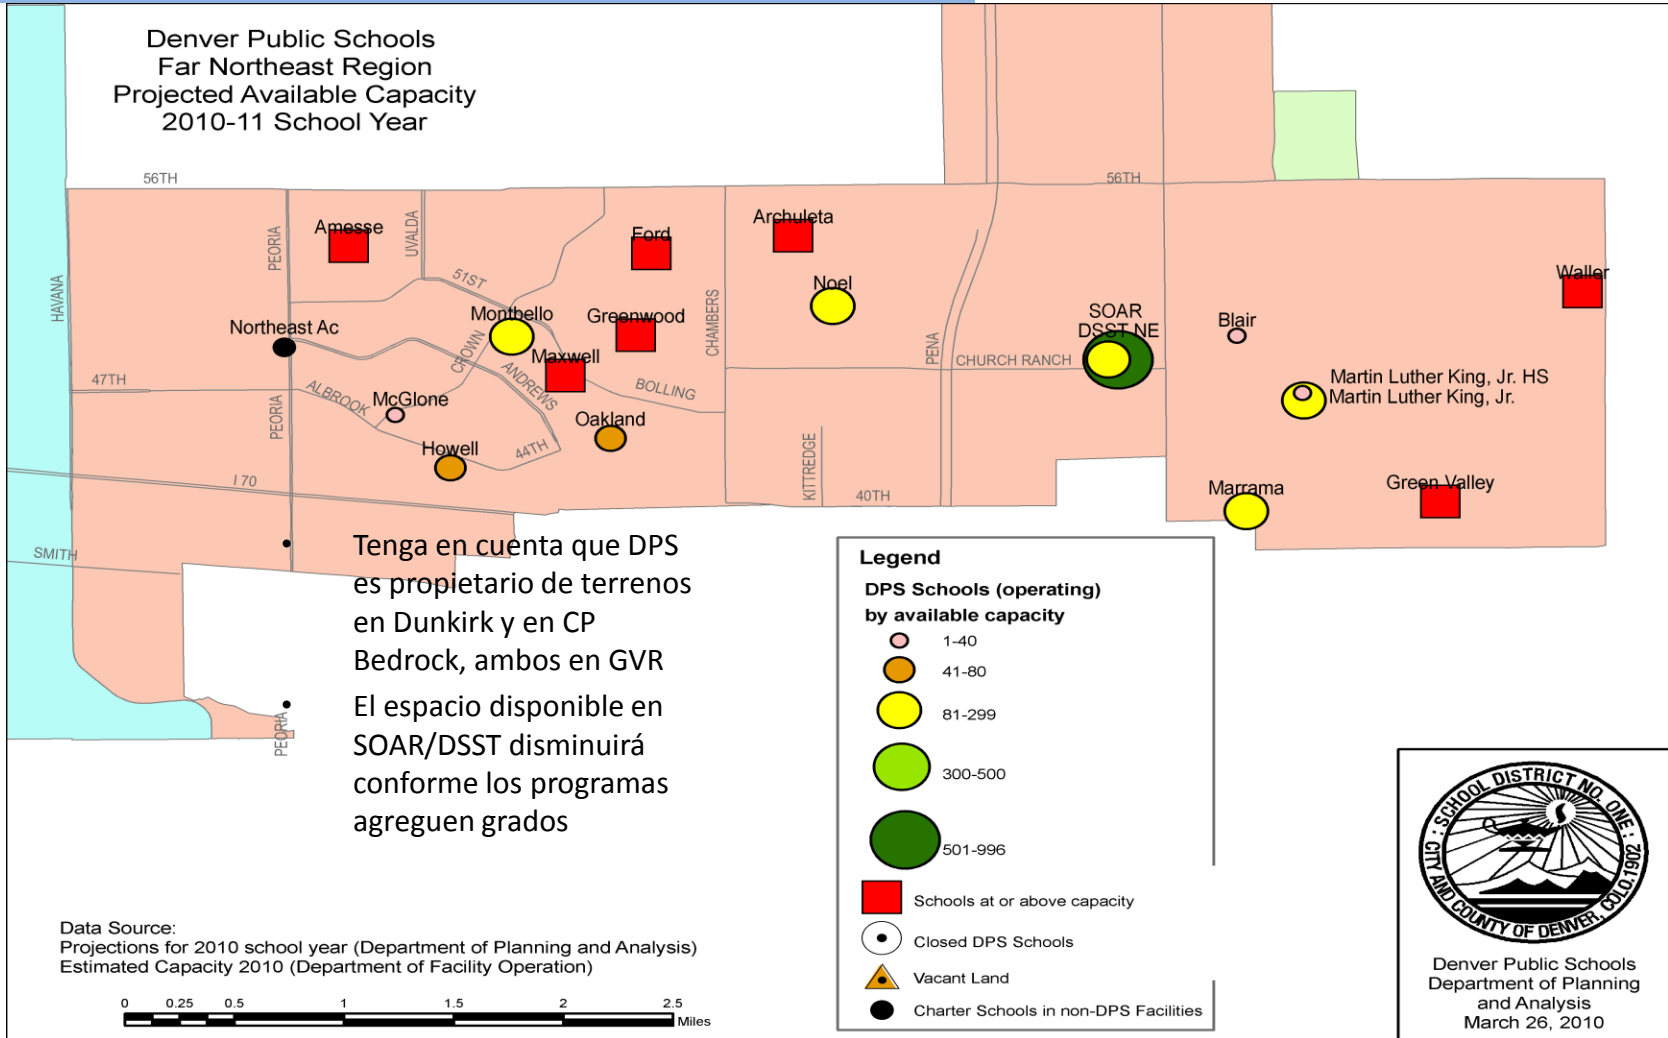 Denver Public Schools
Far Northeast Region
Projected Available Capacity
2010-11 School Year
56TH
56TH
HAVANA
PEORIA
Amesse
UVALDA
51ST
Ford
Archuleta
Noel
Waller
Northeast Ac
Montbello
Greenwood
CHAMBERS
PENA
SOAR
DSST NE
Blair
CROWN
Maxwell
CHURCH RANCH
47TH
ALBROOK
McGlone
ANDREWS
BOLLING
Martin Luther King, Jr. HS
Martin Luther King, Jr.
PEORIA
Oakland
Howell
44TH
KITTREDGE
I 70
40TH
Marrama
Green Valley
SMITH
PEORIA
Tenga en cuenta que DPS
es propietario de terrenos
en Dunkirk y en CP
Bedrock, ambos en GVR
El espacio disponible en
SOAR/DSST disminuirá
conforme los programas
agreguen grados
Legend
DPS Schools (operating)
by available capacity
1-40
41-80
81-299
300-500
501-996
Schools at or above capacity
Closed DPS Schools
Vacant Land
Charter Schools in non-DPS Facilities
Data Source:
Projections for 2010 school year (Department of Planning and Analysis)
Estimated Capacity 2010 (Department of Facility Operation)
0 0.25 0.5 1 1.5 2 2.5
Miles
SCHOOL DISTRICT NO. ONE
CITY AND COUNTY OF DENVER, COLO. 1902
Denver Public Schools
Department of Planning
and Analysis
March 26, 2010